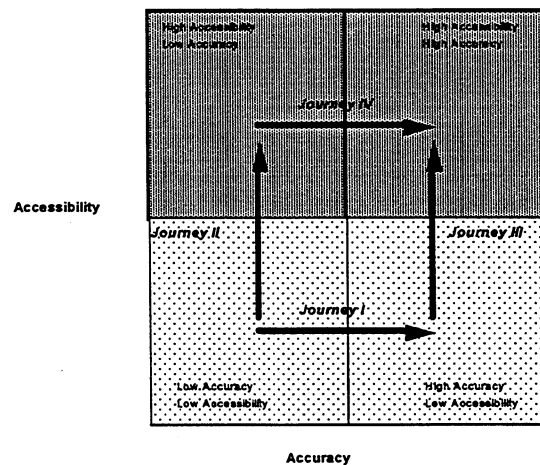 High Accessibility
Low Accuracy
High Accessibility
High Accuracy
Journey IV
Accessibility
Journey II
Journey III
Journey I
Low Accuracy
Low Accessibility
High Accuracy
Low Accessibility
Accuracy